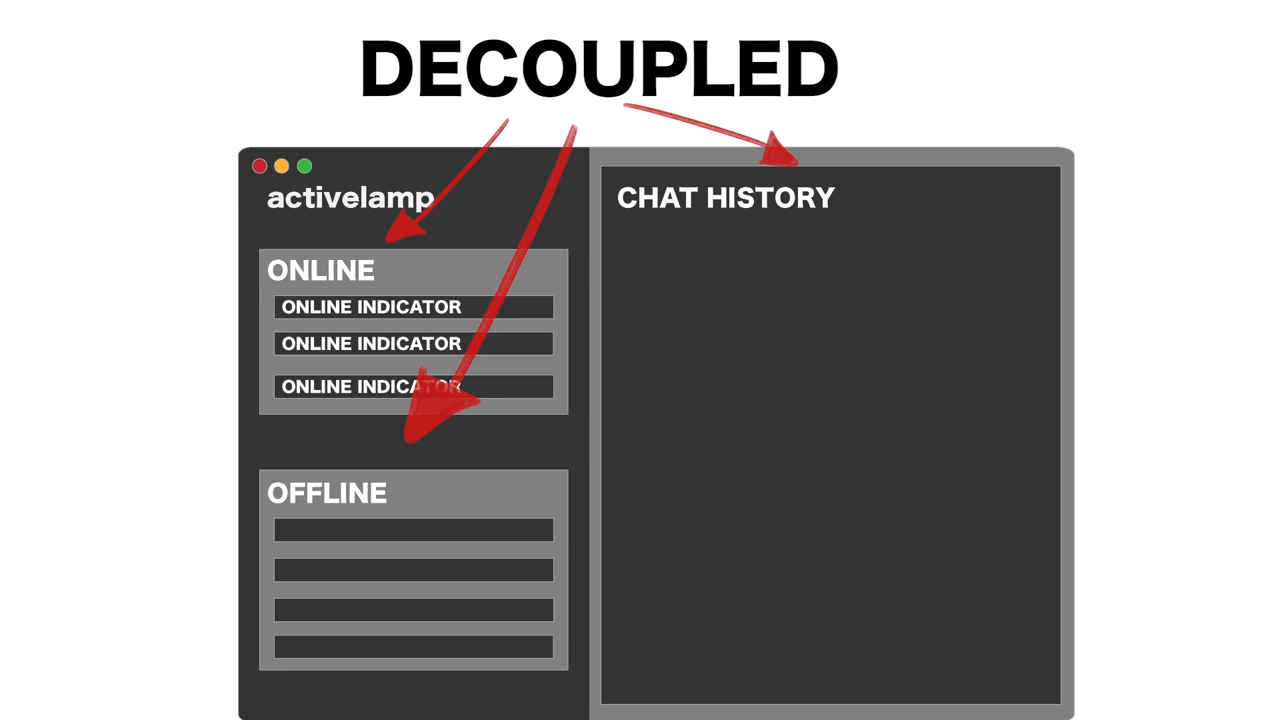 DECOUPLED
activelamp
ONLINE
ONLINE INDICATOR
ONLINE INDICATOR
ONLINE INDICATOR
OFFLINE
CHAT HISTORY